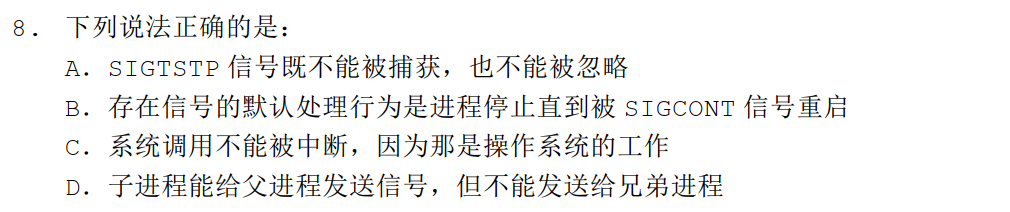 8. 下列说法正确的是:
A. SIGTSTP 信号既不能被捕获，也不能被忽略
B. 存在信号的默认处理行为是进程停止直到被 SIGCONT 信号重启
C. 系统调用不能被中断，因为那是操作系统的工作
D. 子进程能给父进程发送信号，但不能发送给兄弟进程